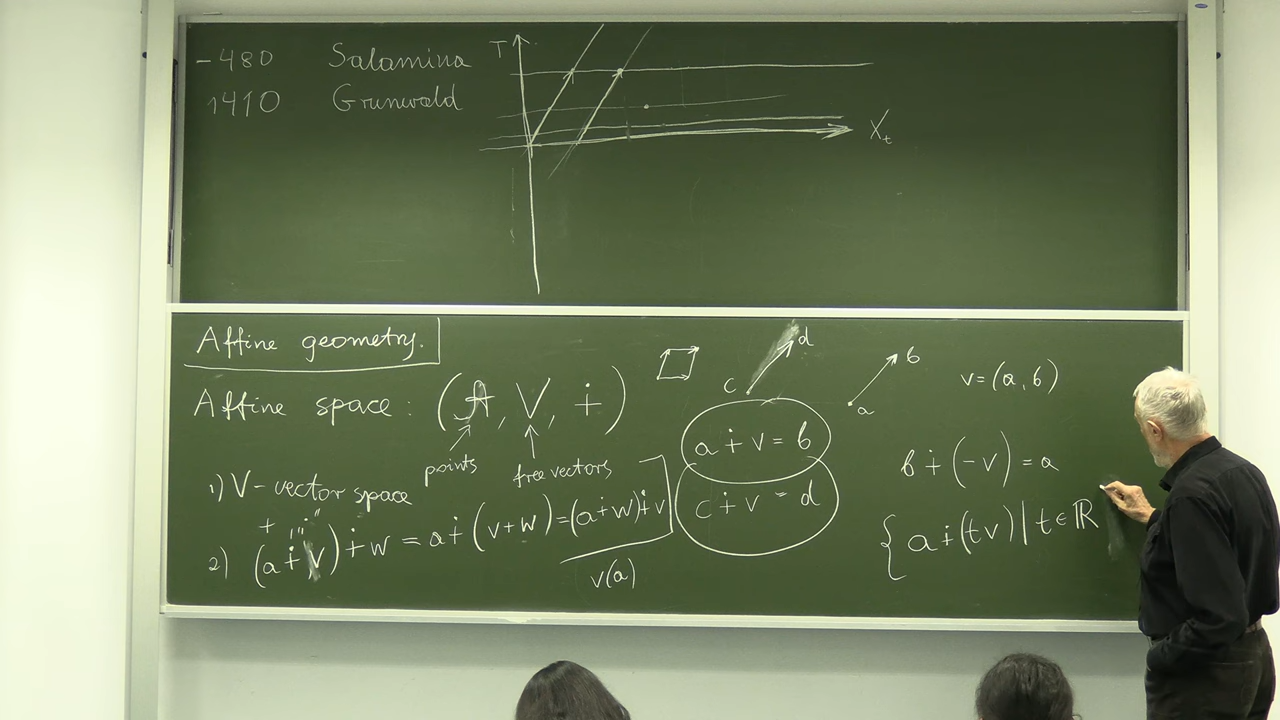 -480 Salamina
1410 Grunwald
T
X_t
Affine geometry.
Affine space: (A, V, ∔)
points
free vectors
c d
a b
v=(a,b)
a ∔ v = b
c ∔ v = d
b ∔ (-v) = a
1) V-vector space
+ , "∔"
2) (a ∔ v) ∔ w = a ∔ (v+w) = (a ∔ w) ∔ v
v(a)
{ a ∔ (tv) | t ∈ ℝ